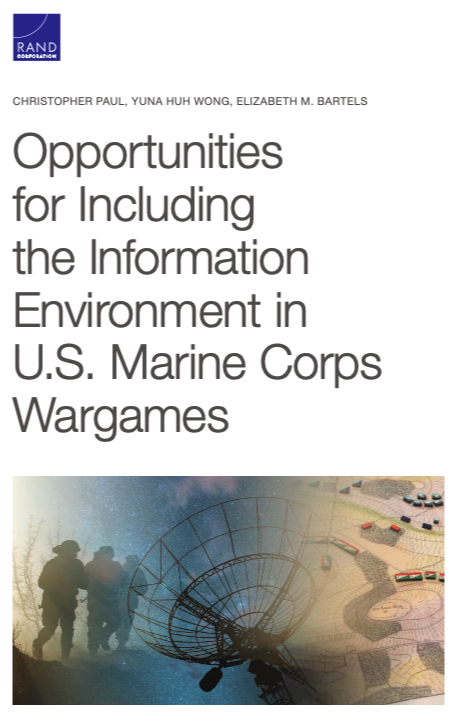 RAND
CORPORATION
CHRISTOPHER PAUL, YUNA HUH WONG, ELIZABETH M. BARTELS
Opportunities
for Including
the Information
Environment in
U.S. Marine Corps
Wargames